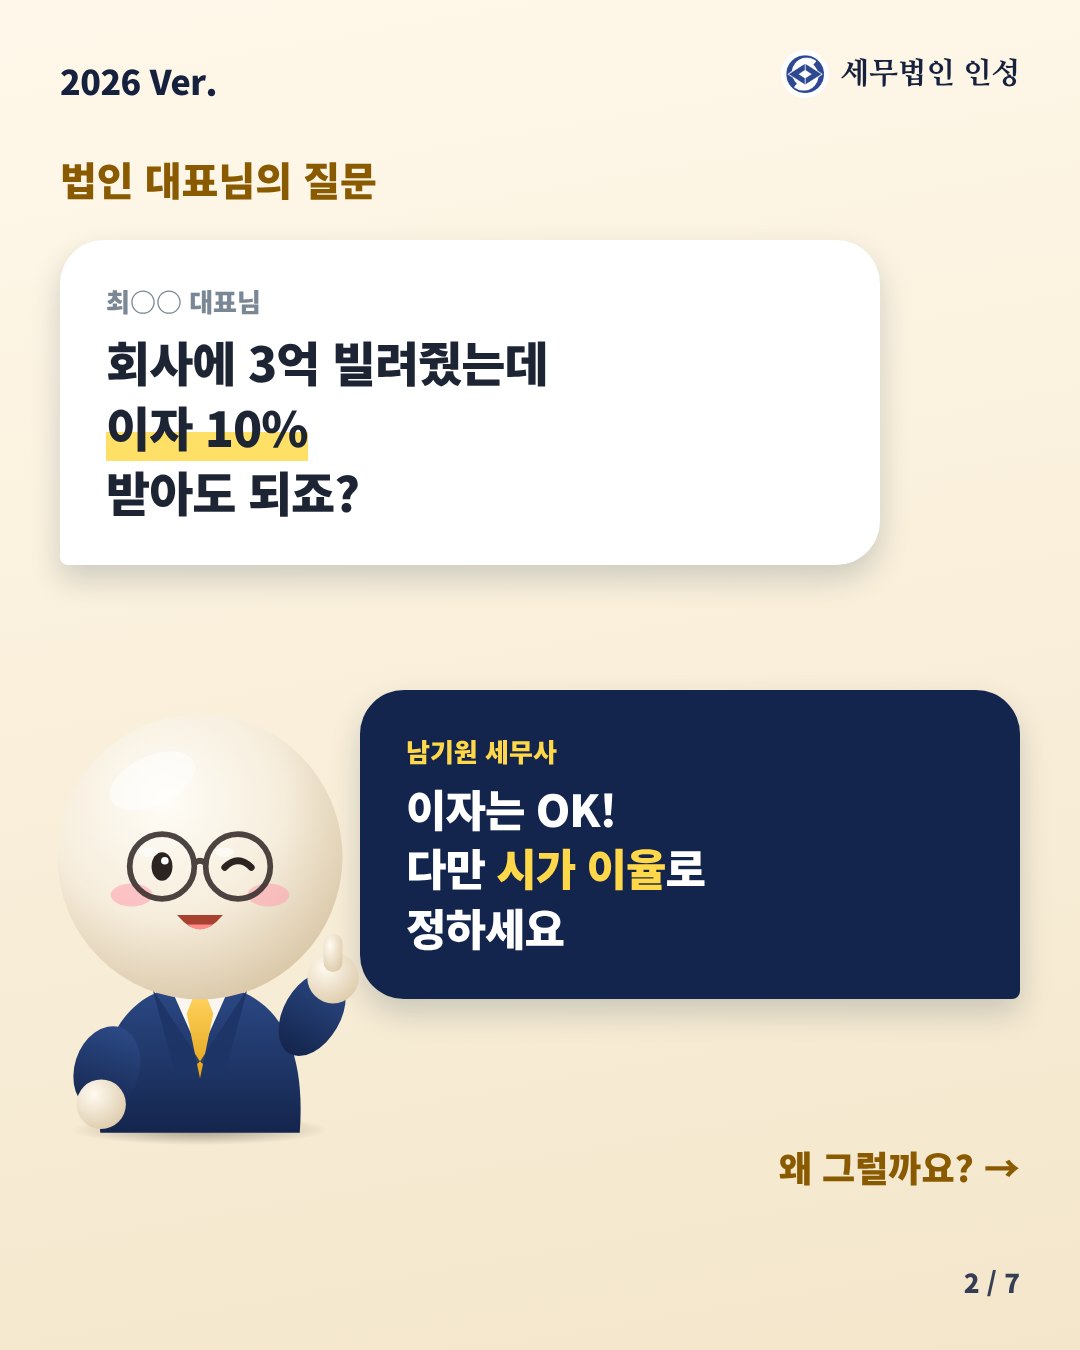 2026 Ver.
세무법인 인성
법인 대표님의 질문
최○○ 대표님
회사에 3억 빌려줬는데
이자 10%
받아도 되죠?
남기원 세무사
이자는 OK!
다만 시가 이율로
정하세요
왜 그럴까요? →
2 / 7